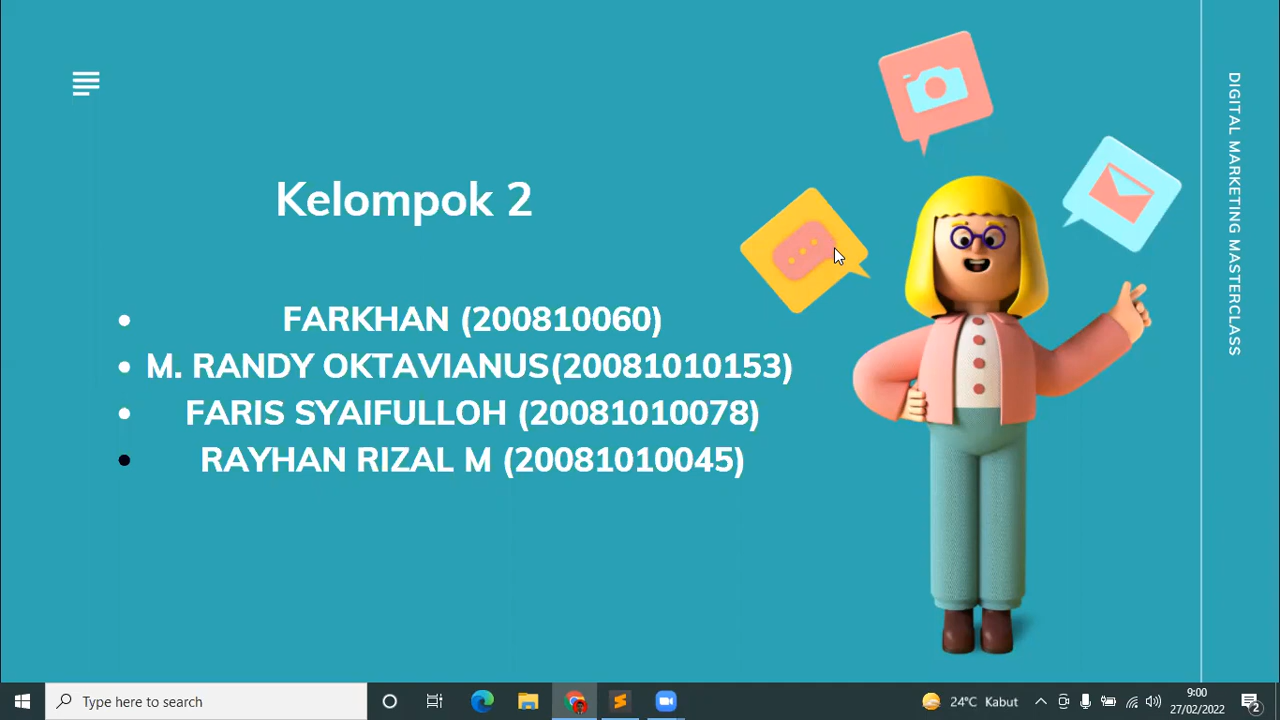 Kelompok 2
FARKHAN (200810060)
M. RANDY OKTAVIANUS(20081010153)
FARIS SYAIFULLOH (20081010078)
RAYHAN RIZAL M (20081010045)
DIGITAL MARKETING MASTERCLASS
Type here to search
24°C Kabut
9:00
27/02/2022
2